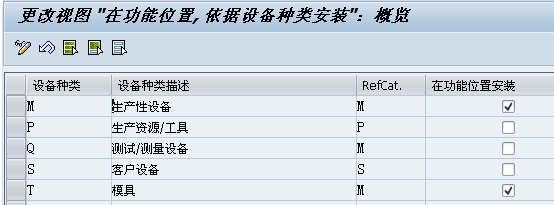 更改视图 "在功能位置,依据设备种类安装": 概览
设备种类 设备种类描述 RefCat. 在功能位置安装
M 生产性设备 M
P 生产资源/工具 P
Q 测试/测量设备 M
S 客户设备 S
T 模具 M